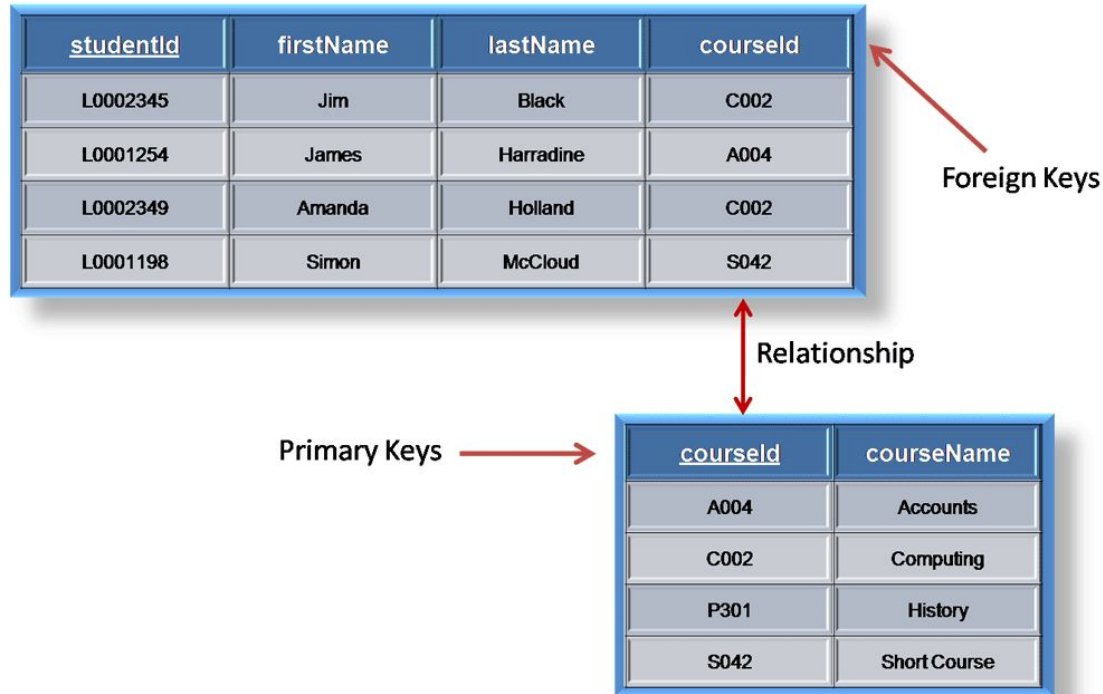 studentId firstName lastName courseId
L0002345 Jim Black C002
L0001254 James Harradine A004
L0002349 Amanda Holland C002
L0001198 Simon McCloud S042
Foreign Keys
Relationship
Primary Keys
courseId courseName
A004 Accounts
C002 Computing
P301 History
S042 Short Course